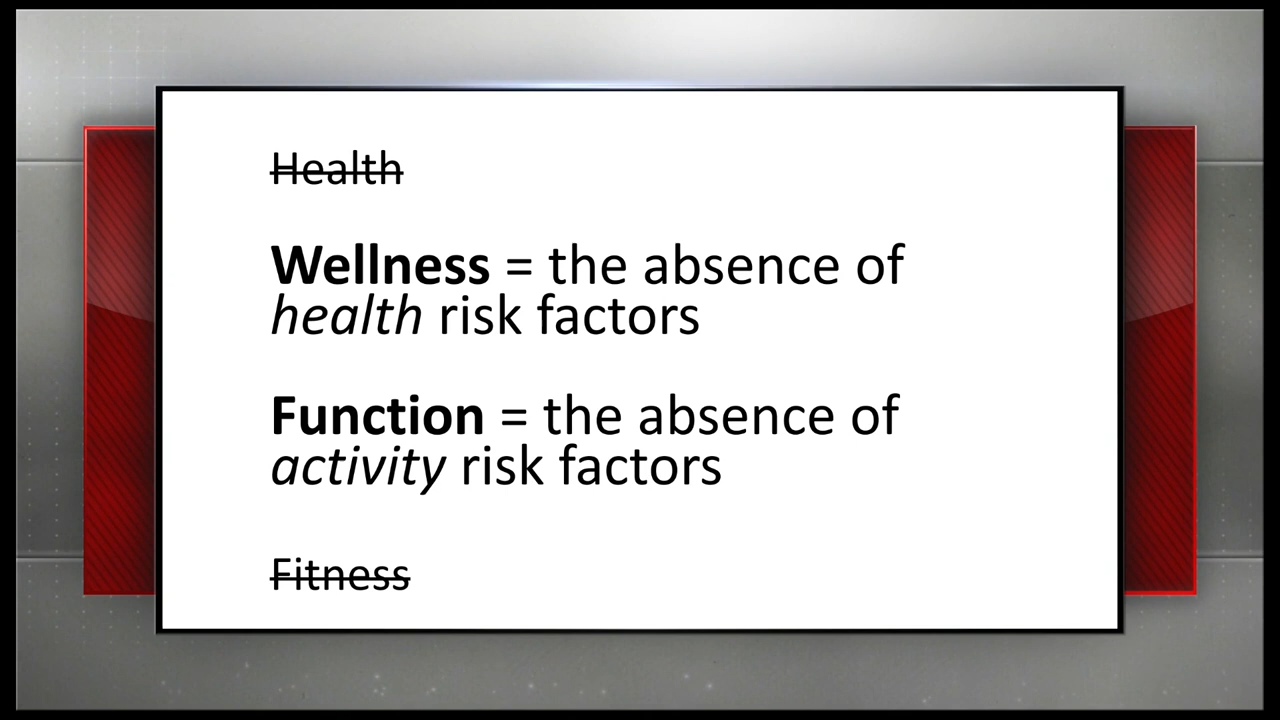 Health
Wellness = the absence of
health risk factors
Function = the absence of
activity risk factors
Fitness